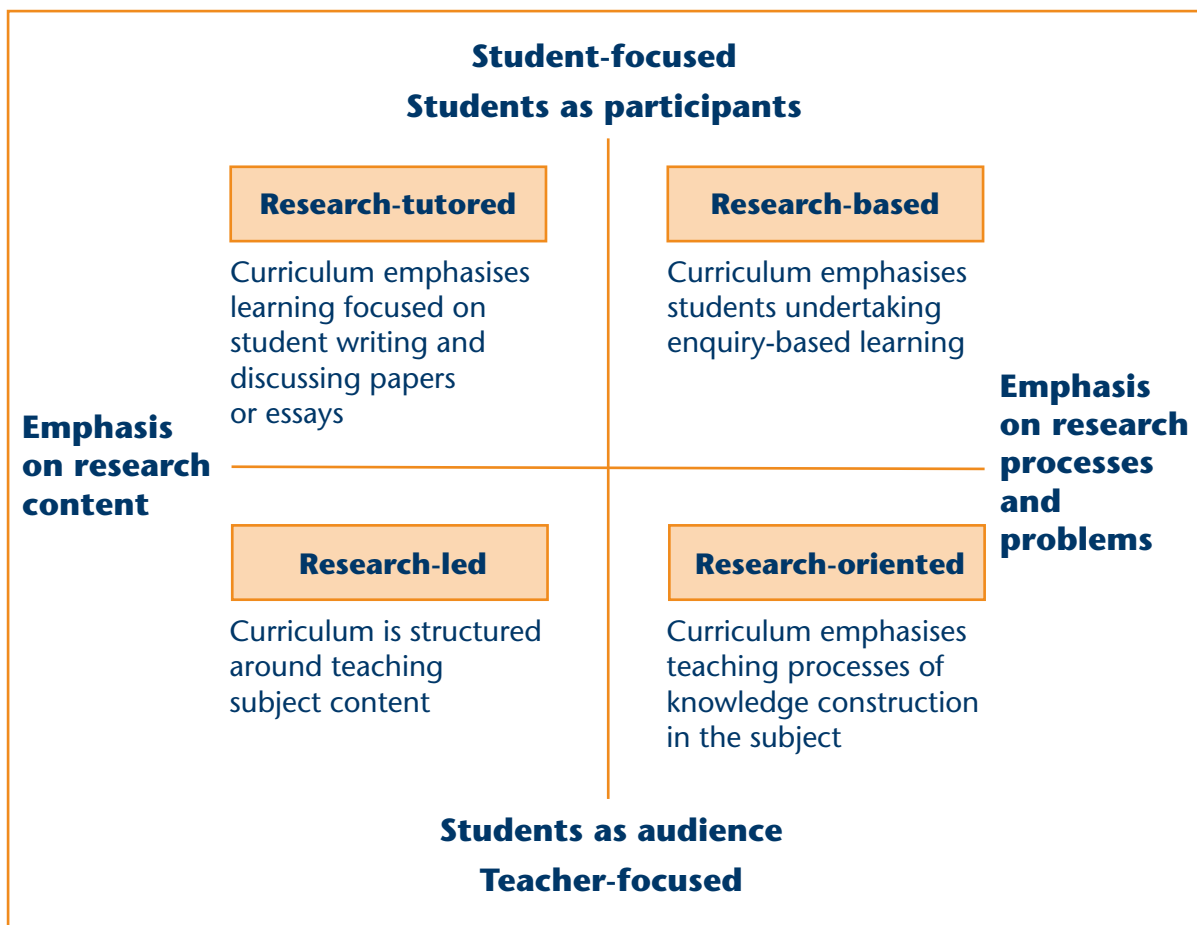 Student-focused
Students as participants
Research-tutored
Curriculum emphasises
learning focused on
student writing and
discussing papers
or essays
Research-based
Curriculum emphasises
students undertaking
enquiry-based learning
Emphasis
on research
content
Emphasis
on research
processes
and
problems
Research-led
Curriculum is structured
around teaching
subject content
Research-oriented
Curriculum emphasises
teaching processes of
knowledge construction
in the subject
Students as audience
Teacher-focused